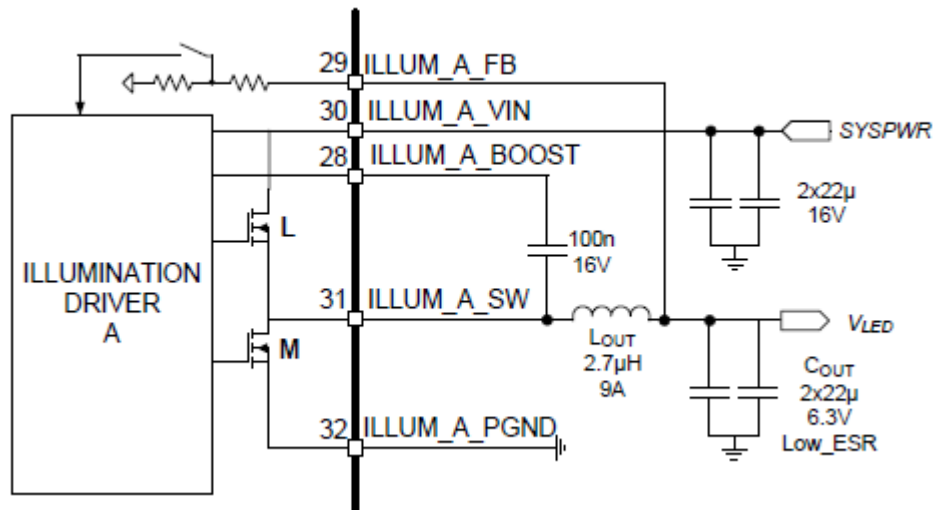 29 ILLUM_A_FB
30 ILLUM_A_VIN
SYSPWR
28 ILLUM_A_BOOST
2x22µ
16V
L
100n
16V
ILLUMINATION
DRIVER
A
31 ILLUM_A_SW
VLED
M
LOUT
2.7µH
9A
COUT
2x22µ
6.3V
Low_ESR
32 ILLUM_A_PGND